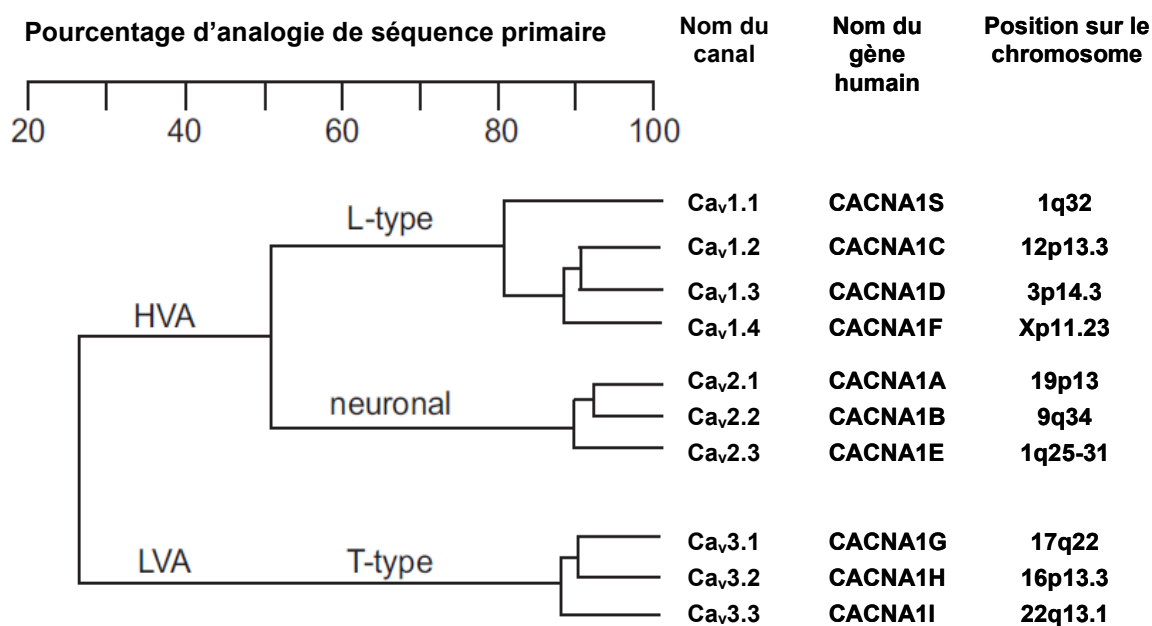 Pourcentage d'analogie de séquence primaire
Nom du
canal
Nom du
gène
humain
Position sur le
chromosome
20 40 60 80 100
L-type
HVA
neuronal
LVA
T-type
Cav1.1 CACNA1S 1q32
Cav1.2 CACNA1C 12p13.3
Cav1.3 CACNA1D 3p14.3
Cav1.4 CACNA1F Xp11.23
Cav2.1 CACNA1A 19p13
Cav2.2 CACNA1B 9q34
Cav2.3 CACNA1E 1q25-31
Cav3.1 CACNA1G 17q22
Cav3.2 CACNA1H 16p13.3
Cav3.3 CACNA1I 22q13.1